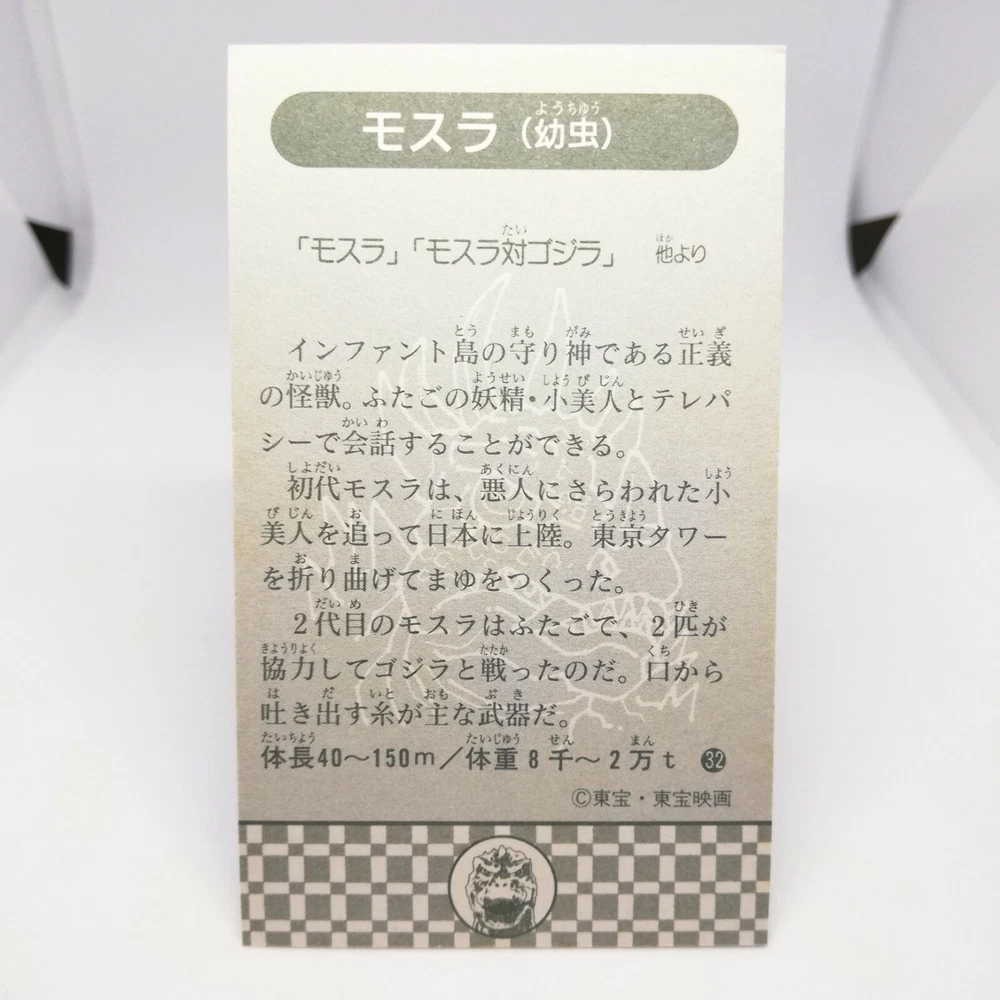 モスラ（幼虫）
「モスラ」「モスラ対ゴジラ」　他より
インファント島の守り神である正義
の怪獣。ふたごの妖精・小美人とテレパ
シーで会話することができる。
初代モスラは、悪人にさらわれた小
美人を追って日本に上陸。東京タワー
を折り曲げてまゆをつくった。
２代目のモスラはふたごで、２匹が
協力してゴジラと戦ったのだ。口から
吐き出す糸が主な武器だ。
体長40〜150m／体重８千〜２万t ㉜
©東宝・東宝映画